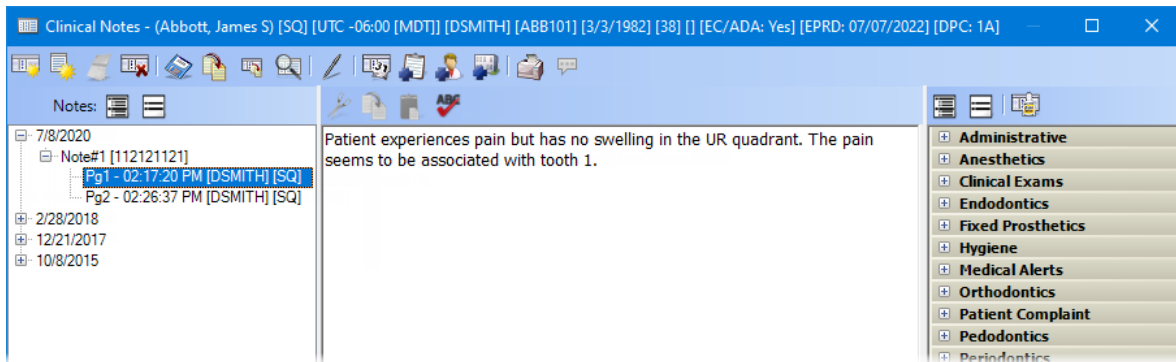 Clinical Notes - (Abbott, James S) [SQ] [UTC -06:00 [MDT]] [DSMITH] [ABB101] [3/3/1982] [38] [] [EC/ADA: Yes] [EPRD: 07/07/2022] [DPC: 1A]
Notes:
ABC
7/8/2020
Note#1 [112121121]
Pg1 - 02:17:20 PM [DSMITH] [SQ]
Pg2 - 02:26:37 PM [DSMITH] [SQ]
2/28/2018
12/21/2017
10/8/2015
Patient experiences pain but has no swelling in the UR quadrant. The pain
seems to be associated with tooth 1.
Administrative
Anesthetics
Clinical Exams
Endodontics
Fixed Prosthetics
Hygiene
Medical Alerts
Orthodontics
Patient Complaint
Pedodontics
Periodontics